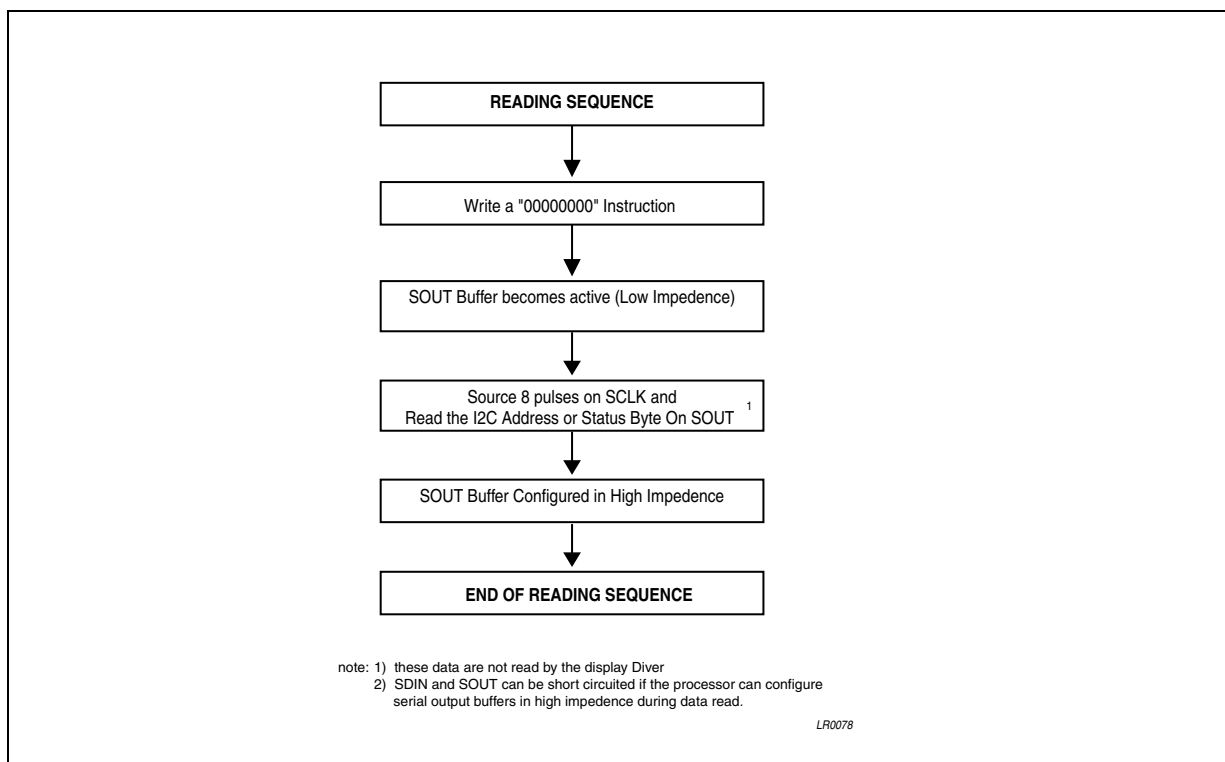 READING SEQUENCE
Write a "00000000" Instruction
SOUT Buffer becomes active (Low Impedence)
Source 8 pulses on SCLK and
Read the I2C Address or Status Byte On SOUT 1
SOUT Buffer Configured in High Impedence
END OF READING SEQUENCE
note: 1) these data are not read by the display Diver
2) SDIN and SOUT can be short circuited if the processor can configure
serial output buffers in high impedence during data read.
LR0078